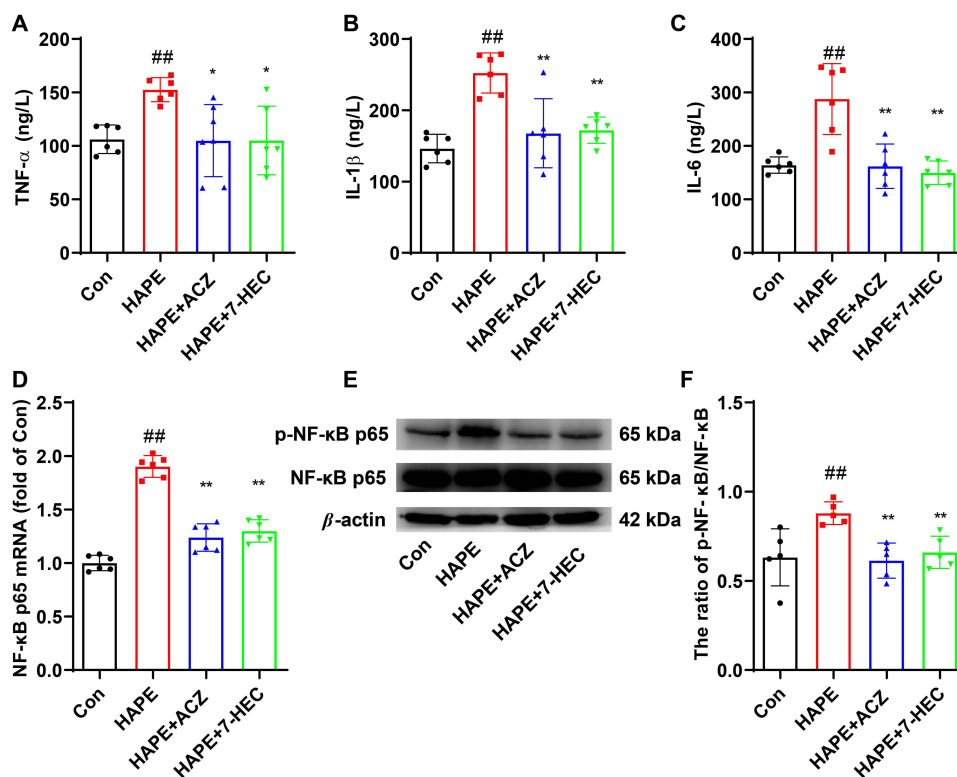 A
TNF-α (ng/L)
200
150
100
50
0
##
*
*
Con
HAPE
HAPE+ACZ
HAPE+7-HEC
B
IL-1β (ng/L)
300
200
100
0
##
**
**
Con
HAPE
HAPE+ACZ
HAPE+7-HEC
C
IL-6 (ng/L)
400
300
200
100
0
##
**
**
Con
HAPE
HAPE+ACZ
HAPE+7-HEC
D
NF-κB p65 mRNA (fold of Con)
2.5
2.0
1.5
1.0
0.5
0.0
##
**
**
Con
HAPE
HAPE+ACZ
HAPE+7-HEC
E
p-NF-κB p65 65 kDa
NF-κB p65 65 kDa
β-actin 42 kDa
Con
HAPE
HAPE+ACZ
HAPE+7-HEC
F
The ratio of p-NF-κB/NF-κB
1.5
1.0
0.5
0.0
##
**
**
Con
HAPE
HAPE+ACZ
HAPE+7-HEC